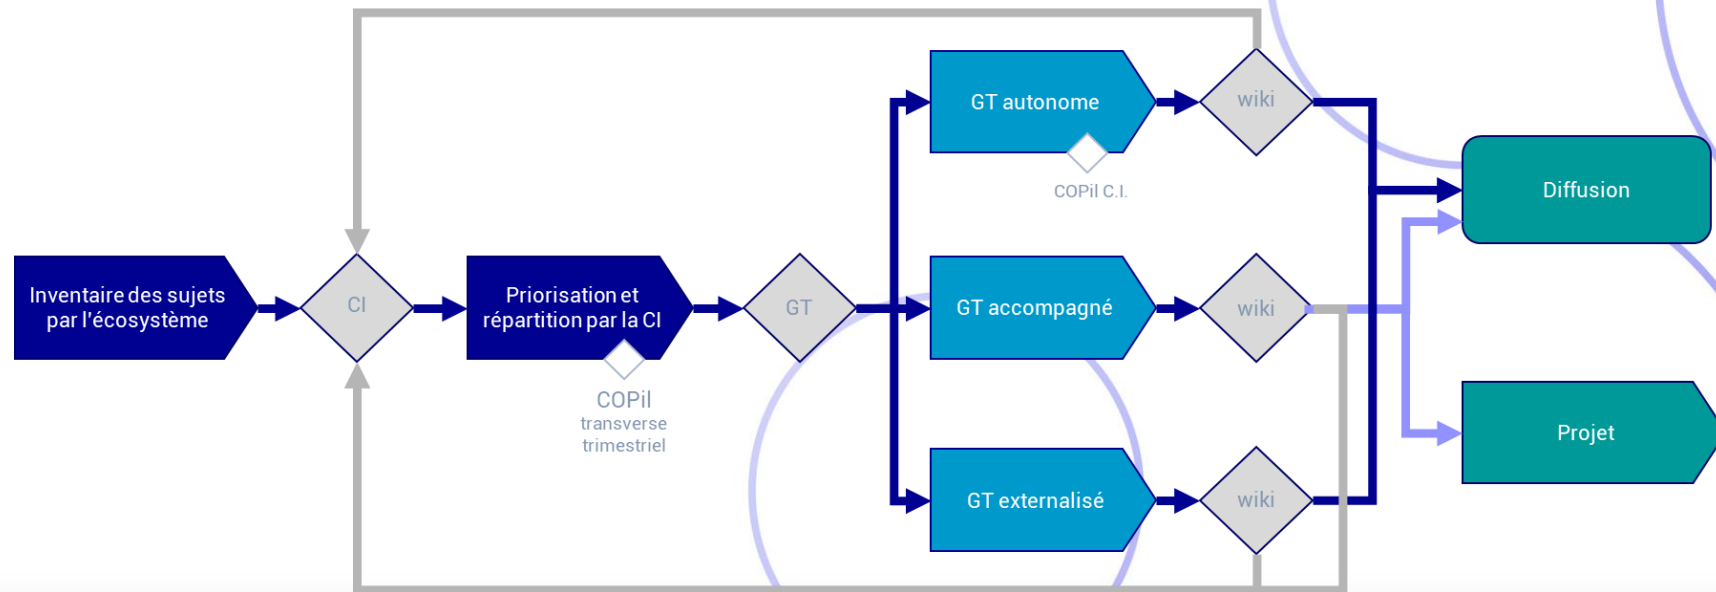 Inventaire des sujets
par l'écosystème
CI
Priorisation et
répartition par la CI
COPil
transverse
trimestriel
GT
GT autonome
COPil C.I.
wiki
GT accompagné
wiki
GT externalisé
wiki
Diffusion
Projet